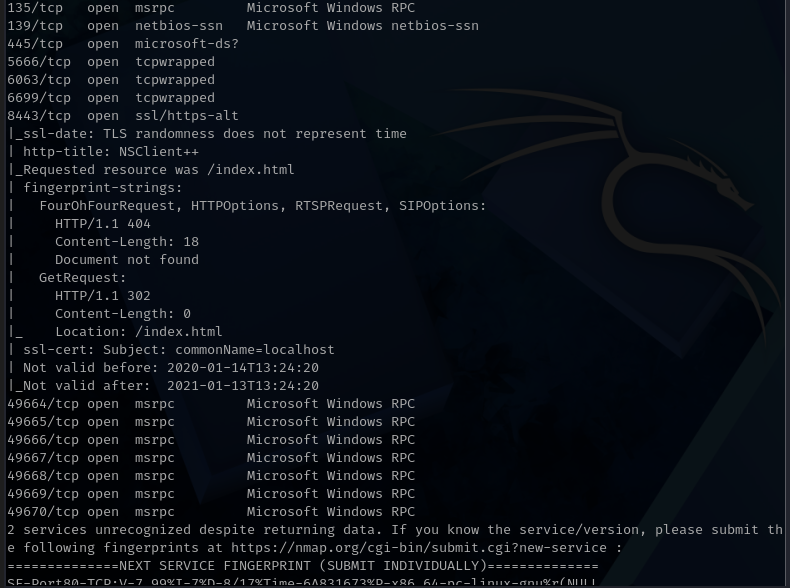 135/tcp   open  msrpc         Microsoft Windows RPC
139/tcp   open  netbios-ssn   Microsoft Windows netbios-ssn
445/tcp   open  microsoft-ds?
5666/tcp  open  tcpwrapped
6063/tcp  open  tcpwrapped
6699/tcp  open  tcpwrapped
8443/tcp  open  ssl/https-alt
|_ssl-date: TLS randomness does not represent time
| http-title: NSClient++
|_Requested resource was /index.html
| fingerprint-strings:
|   FourOhFourRequest, HTTPOptions, RTSPRequest, SIPOptions:
|     HTTP/1.1 404
|     Content-Length: 18
|     Document not found
|   GetRequest:
|     HTTP/1.1 302
|     Content-Length: 0
|_    Location: /index.html
| ssl-cert: Subject: commonName=localhost
| Not valid before: 2020-01-14T13:24:20
|_Not valid after:  2021-01-13T13:24:20
49664/tcp open  msrpc         Microsoft Windows RPC
49665/tcp open  msrpc         Microsoft Windows RPC
49666/tcp open  msrpc         Microsoft Windows RPC
49667/tcp open  msrpc         Microsoft Windows RPC
49668/tcp open  msrpc         Microsoft Windows RPC
49669/tcp open  msrpc         Microsoft Windows RPC
49670/tcp open  msrpc         Microsoft Windows RPC
2 services unrecognized despite returning data. If you know the service/version, please submit th
e following fingerprints at https://nmap.org/cgi-bin/submit.cgi?new-service :
==============NEXT SERVICE FINGERPRINT (SUBMIT INDIVIDUALLY)==============